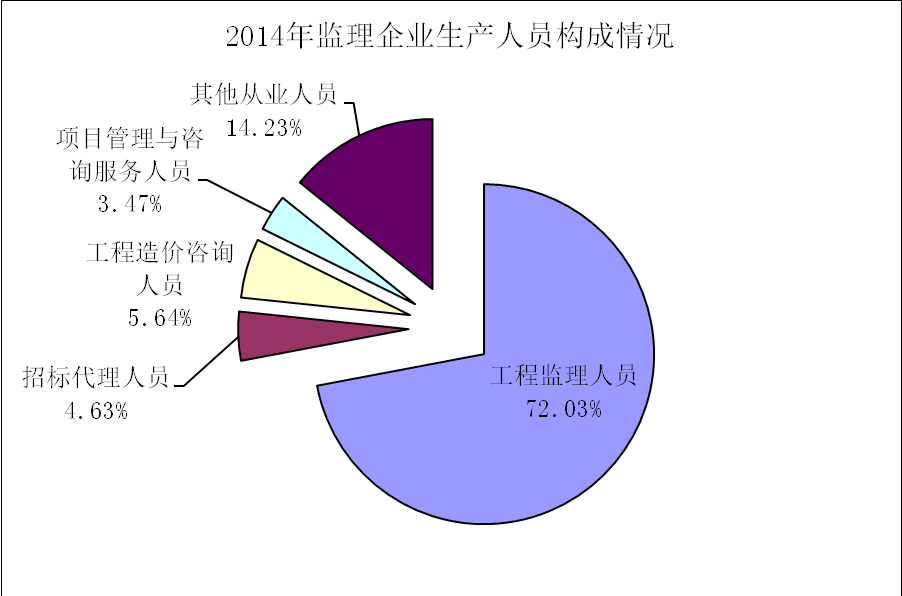 2014年监理企业生产人员构成情况
其他从业人员
14.23%
项目管理与咨
询服务人员
3.47%
工程造价咨询
人员
5.64%
招标代理人员
4.63%
工程监理人员
72.03%